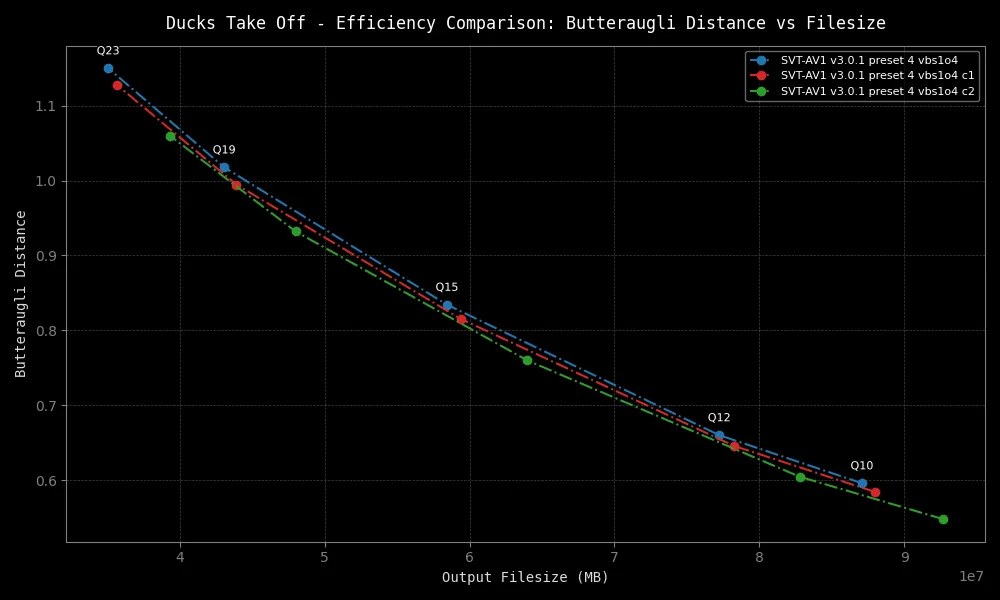 Ducks Take Off - Efficiency Comparison: Butteraugli Distance vs Filesize
Q23
SVT-AV1 v3.0.1 preset 4 vbs1o4
SVT-AV1 v3.0.1 preset 4 vbs1o4 c1
SVT-AV1 v3.0.1 preset 4 vbs1o4 c2
1.1
Q19
1.0
0.9
Q15
0.8
0.7
Q12
Q10
0.6
Butteraugli Distance
4 5 6 7 8 9
1e7
Output Filesize (MB)